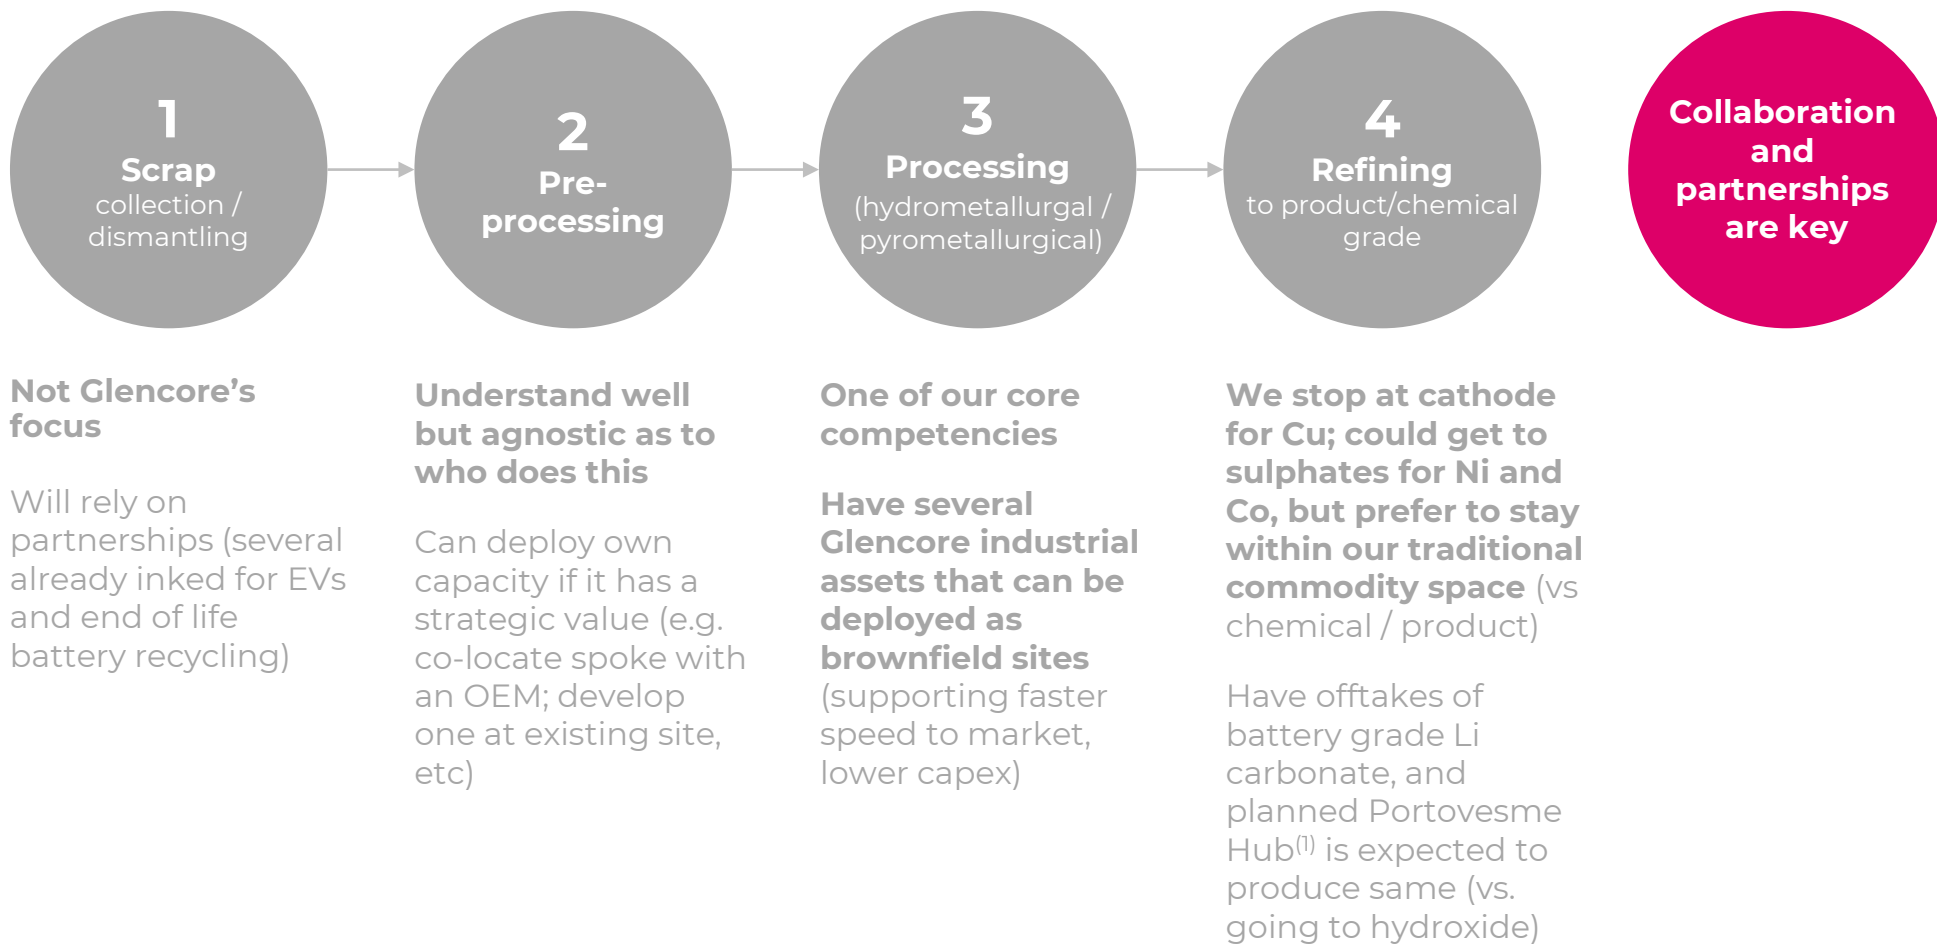 1
Scrap
collection /
dismantling
2
Pre-
processing
3
Processing
(hydrometallurgal /
pyrometallurgical)
4
Refining
to product/chemical
grade
Collaboration
and
partnerships
are key
Not Glencore’s
focus
Will rely on
partnerships (several
already inked for EVs
and end of life
battery recycling)
Understand well
but agnostic as to
who does this
Can deploy own
capacity if it has a
strategic value (e.g.
co-locate spoke with
an OEM; develop
one at existing site,
etc)
One of our core
competencies
Have several
Glencore industrial
assets that can be
deployed as
brownfield sites
(supporting faster
speed to market,
lower capex)
We stop at cathode
for Cu; could get to
sulphates for Ni and
Co, but prefer to stay
within our traditional
commodity space (vs
chemical / product)
Have offtakes of
battery grade Li
carbonate, and
planned Portovesme
Hub(1) is expected to
produce same (vs.
going to hydroxide)